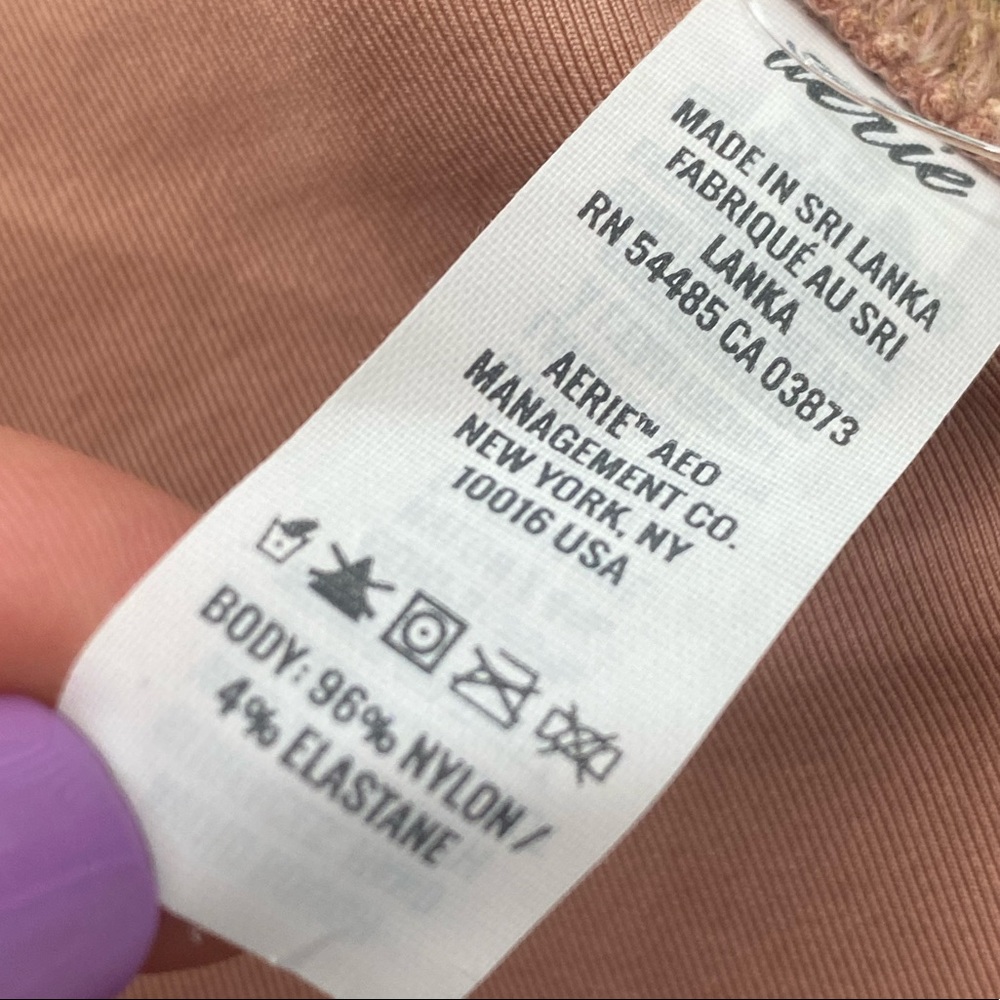 aerie
MADE IN SRI LANKA
FABRIQUÉ AU SRI
LANKA
RN 54485 CA 03873
AERIE™ AEO
MANAGEMENT CO.
NEW YORK, NY
10016 USA
BODY: 96% NYLON /
4% ELASTANE